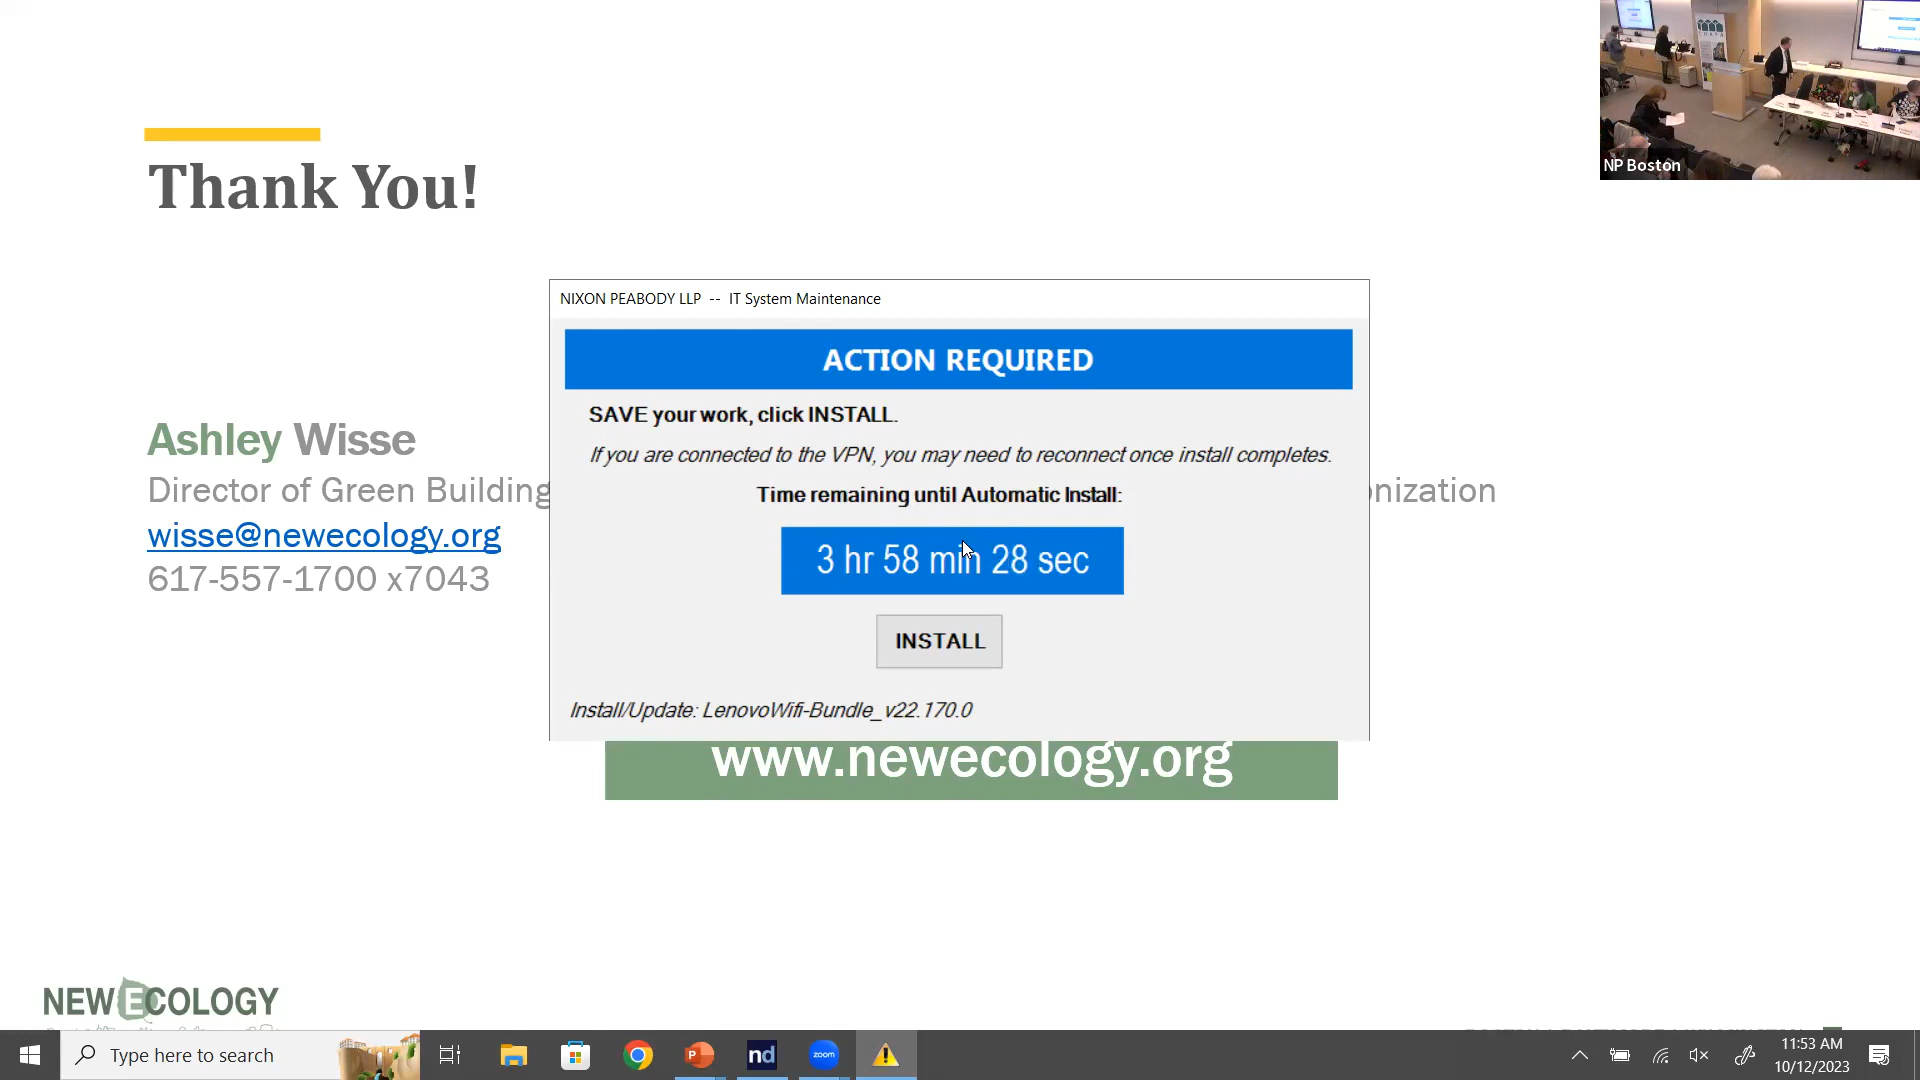 Thank You!
NP Boston
NIXON PEABODY LLP -- IT System Maintenance
ACTION REQUIRED
SAVE your work, click INSTALL.
If you are connected to the VPN, you may need to reconnect once install completes.
Time remaining until Automatic Install:
3 hr 58 min 28 sec
INSTALL
Install/Update: LenovoWifi-Bundle_v22.170.0
Ashley Wisse
Director of Green Building
nization
wisse@newecology.org
617-557-1700 x7043
www.newecology.org
NEW ECOLOGY
Type here to search
nd
zoom
11:53 AM
10/12/2023